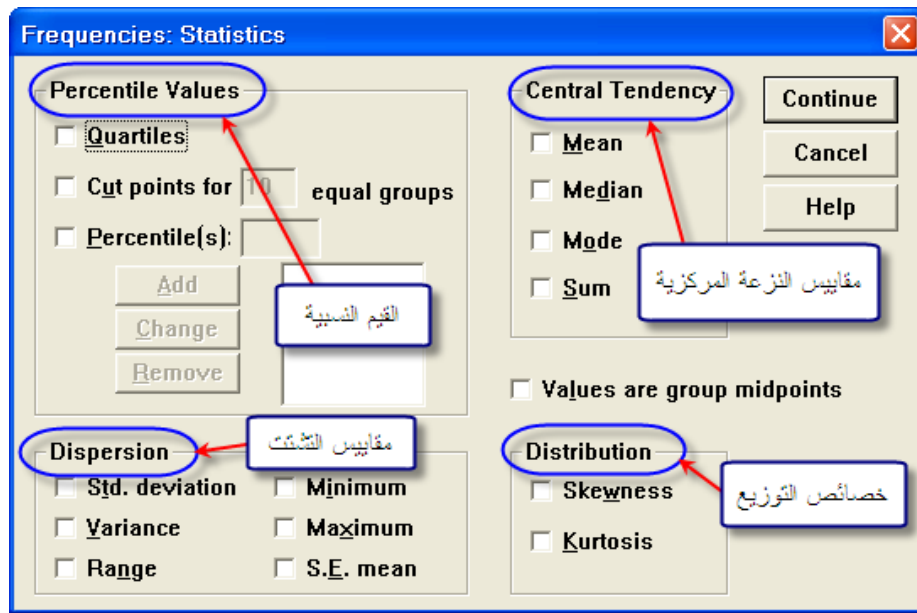 Frequencies: Statistics
Percentile Values
Quartiles
Cut points for 10 equal groups
Percentile(s):
Add
Change
Remove
القيم النسبية
Central Tendency
Mean
Median
Mode
Sum
مقاييس النزعة المركزية
Continue
Cancel
Help
Values are group midpoints
Dispersion
مقاييس التشتت
Std. deviation
Minimum
Variance
Maximum
Range
S.E. mean
Distribution
Skewness
Kurtosis
خصائص التوزيع